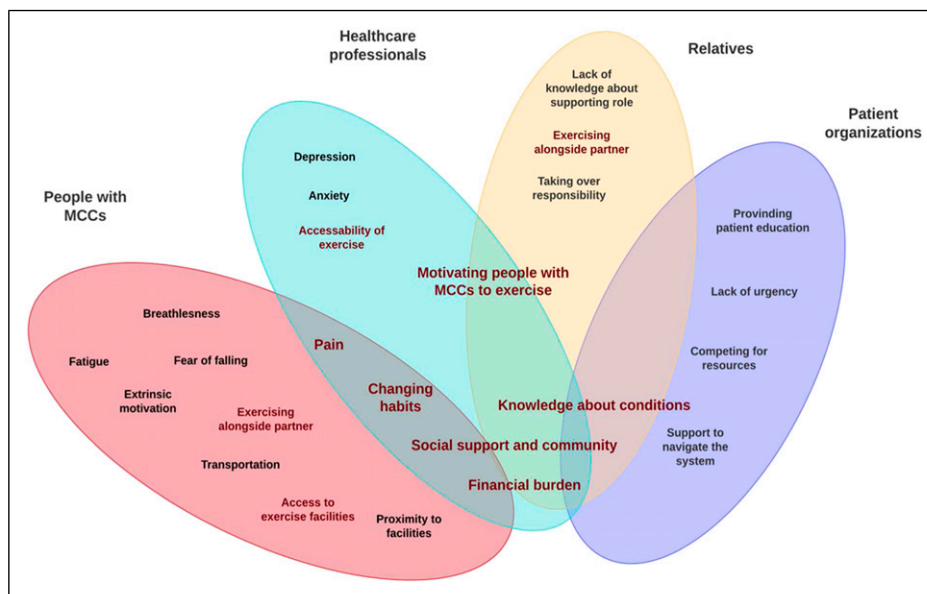 Healthcare
professionals
Relatives
Patient
organizations
People with
MCCs
Lack of
knowledge about
supporting role
Exercising
alongside partner
Taking over
responsibility
Depression
Anxiety
Accessability of
exercise
Motivating people with
MCCs to exercise
Provinding
patient education
Lack of urgency
Competing for
resources
Support to
navigate the
system
Breathlesness
Fatigue
Fear of falling
Extrinsic
motivation
Exercising
alongside partner
Transportation
Access to
exercise facilities
Proximity to
facilities
Pain
Changing
habits
Knowledge about conditions
Social support and community
Financial burden